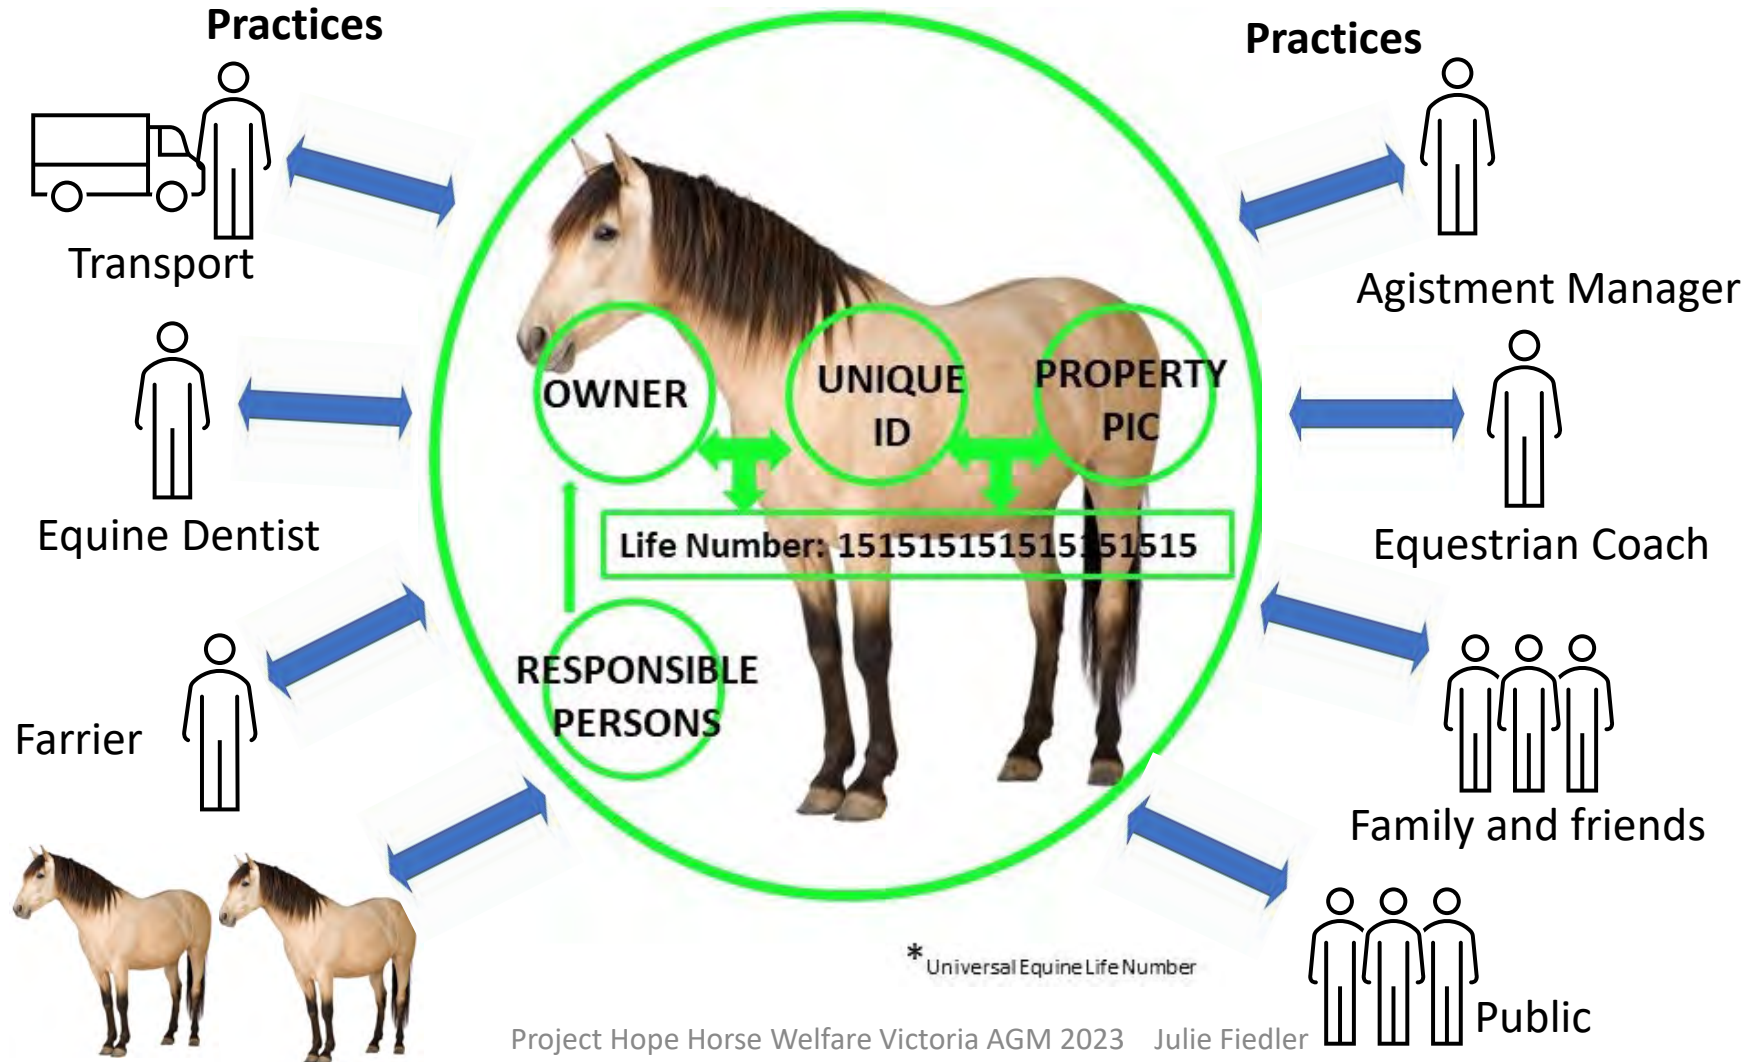 Practices
Practices
Transport
Agistment Manager
OWNER
UNIQUE
ID
PROPERTY
PIC
Equine Dentist
Life Number: 151515151515151515
Equestrian Coach
RESPONSIBLE
PERSONS
Farrier
Family and friends
* Universal Equine Life Number
Public
Project Hope Horse Welfare Victoria AGM 2023 Julie Fiedler